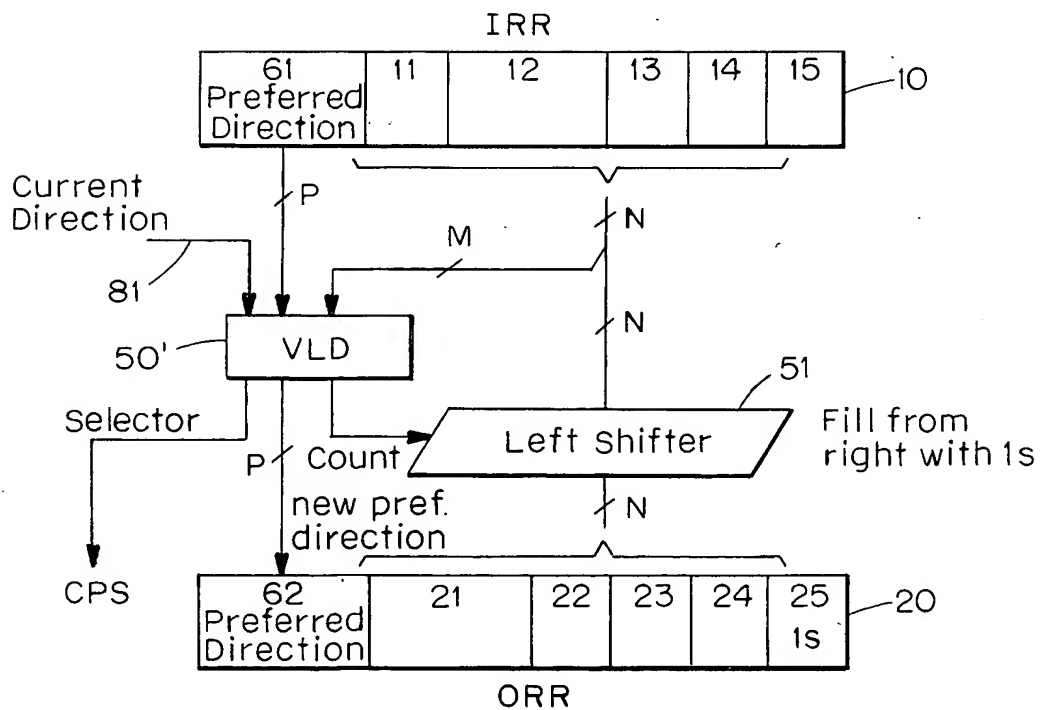 IRR
61 11 12 13 14 15
Preferred
Direction
10
Current
Direction
P
N
M
81
N
50'
VLD
51
Selector
P
Count
Left Shifter
Fill from
right with 1s
new pref.
direction
N
CPS
62 21 22 23 24 25
Preferred
Direction
1s
20
ORR